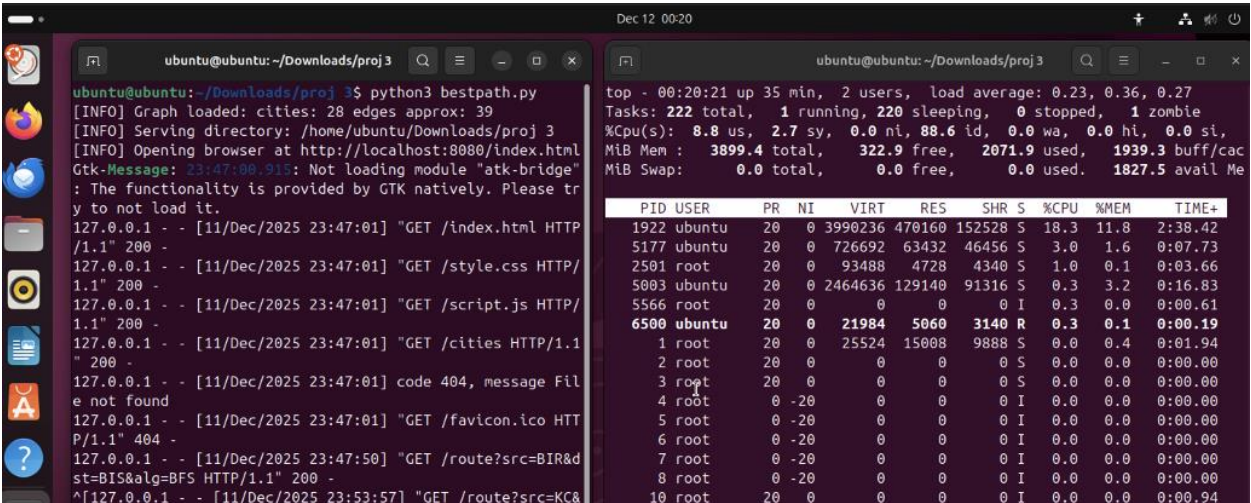 Dec 12 00:20
ubuntu@ubuntu: ~/Downloads/proj 3
ubuntu@ubuntu:~/Downloads/proj 3$ python3 bestpath.py
[INFO] Graph loaded: cities: 28 edges approx: 39
[INFO] Serving directory: /home/ubuntu/Downloads/proj 3
[INFO] Opening browser at http://localhost:8080/index.html
Gtk-Message: 23:47:00.915: Not loading module "atk-bridge"
: The functionality is provided by GTK natively. Please tr
y to not load it.
127.0.0.1 - - [11/Dec/2025 23:47:01] "GET /index.html HTTP
/1.1" 200 -
127.0.0.1 - - [11/Dec/2025 23:47:01] "GET /style.css HTTP/
1.1" 200 -
127.0.0.1 - - [11/Dec/2025 23:47:01] "GET /script.js HTTP/
1.1" 200 -
127.0.0.1 - - [11/Dec/2025 23:47:01] "GET /cities HTTP/1.1
" 200 -
127.0.0.1 - - [11/Dec/2025 23:47:01] code 404, message Fil
e not found
127.0.0.1 - - [11/Dec/2025 23:47:01] "GET /favicon.ico HTT
P/1.1" 404 -
127.0.0.1 - - [11/Dec/2025 23:47:50] "GET /route?src=BIR&d
st=BIS&alg=BFS HTTP/1.1" 200 -
^[127.0.0.1 - - [11/Dec/2025 23:53:57] "GET /route?src=KC&
ubuntu@ubuntu: ~/Downloads/proj 3
top - 00:20:21 up 35 min,  2 users,  load average: 0.23, 0.36, 0.27
Tasks: 222 total,   1 running, 220 sleeping,   0 stopped,   1 zombie
%Cpu(s):  8.8 us,  2.7 sy,  0.0 ni, 88.6 id,  0.0 wa,  0.0 hi,  0.0 si,
MiB Mem :   3899.4 total,    322.9 free,   2071.9 used,   1939.3 buff/cac
MiB Swap:      0.0 total,      0.0 free,      0.0 used.   1827.5 avail Me
PID USER PR NI VIRT RES SHR S %CPU %MEM TIME+
1922 ubuntu 20 0 3990236 470160 152528 S 18.3 11.8 2:38.42
5177 ubuntu 20 0 726692 63432 46456 S 3.0 1.6 0:07.73
2501 root 20 0 93488 4728 4340 S 1.0 0.1 0:03.66
5003 ubuntu 20 0 2464636 129140 91316 S 0.3 3.2 0:16.83
5566 root 20 0 0 0 0 I 0.3 0.0 0:00.61
6500 ubuntu 20 0 21984 5060 3140 R 0.3 0.1 0:00.19
1 root 20 0 25524 15008 9888 S 0.0 0.4 0:01.94
2 root 20 0 0 0 0 S 0.0 0.0 0:00.00
3 root 20 0 0 0 0 S 0.0 0.0 0:00.00
4 root 0 -20 0 0 0 I 0.0 0.0 0:00.00
5 root 0 -20 0 0 0 I 0.0 0.0 0:00.00
6 root 0 -20 0 0 0 I 0.0 0.0 0:00.00
7 root 0 -20 0 0 0 I 0.0 0.0 0:00.00
8 root 0 -20 0 0 0 I 0.0 0.0 0:00.00
10 root 20 0 0 0 0 I 0.0 0.0 0:00.94